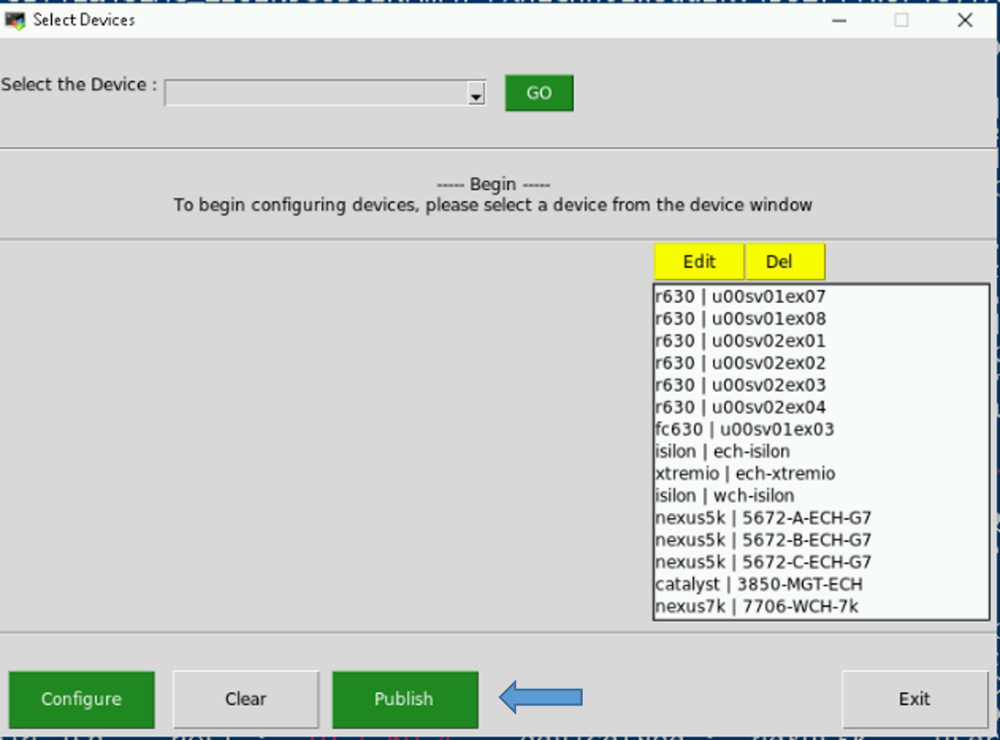 Select Devices
Select the Device :
GO
----- Begin -----
To begin configuring devices, please select a device from the device window
Edit
Del
r630 | u00sv01ex07
r630 | u00sv01ex08
r630 | u00sv02ex01
r630 | u00sv02ex02
r630 | u00sv02ex03
r630 | u00sv02ex04
fc630 | u00sv01ex03
isilon | ech-isilon
xtremio | ech-xtremio
isilon | wch-isilon
nexus5k | 5672-A-ECH-G7
nexus5k | 5672-B-ECH-G7
nexus5k | 5672-C-ECH-G7
catalyst | 3850-MGT-ECH
nexus7k | 7706-WCH-7k
Configure
Clear
Publish
Exit